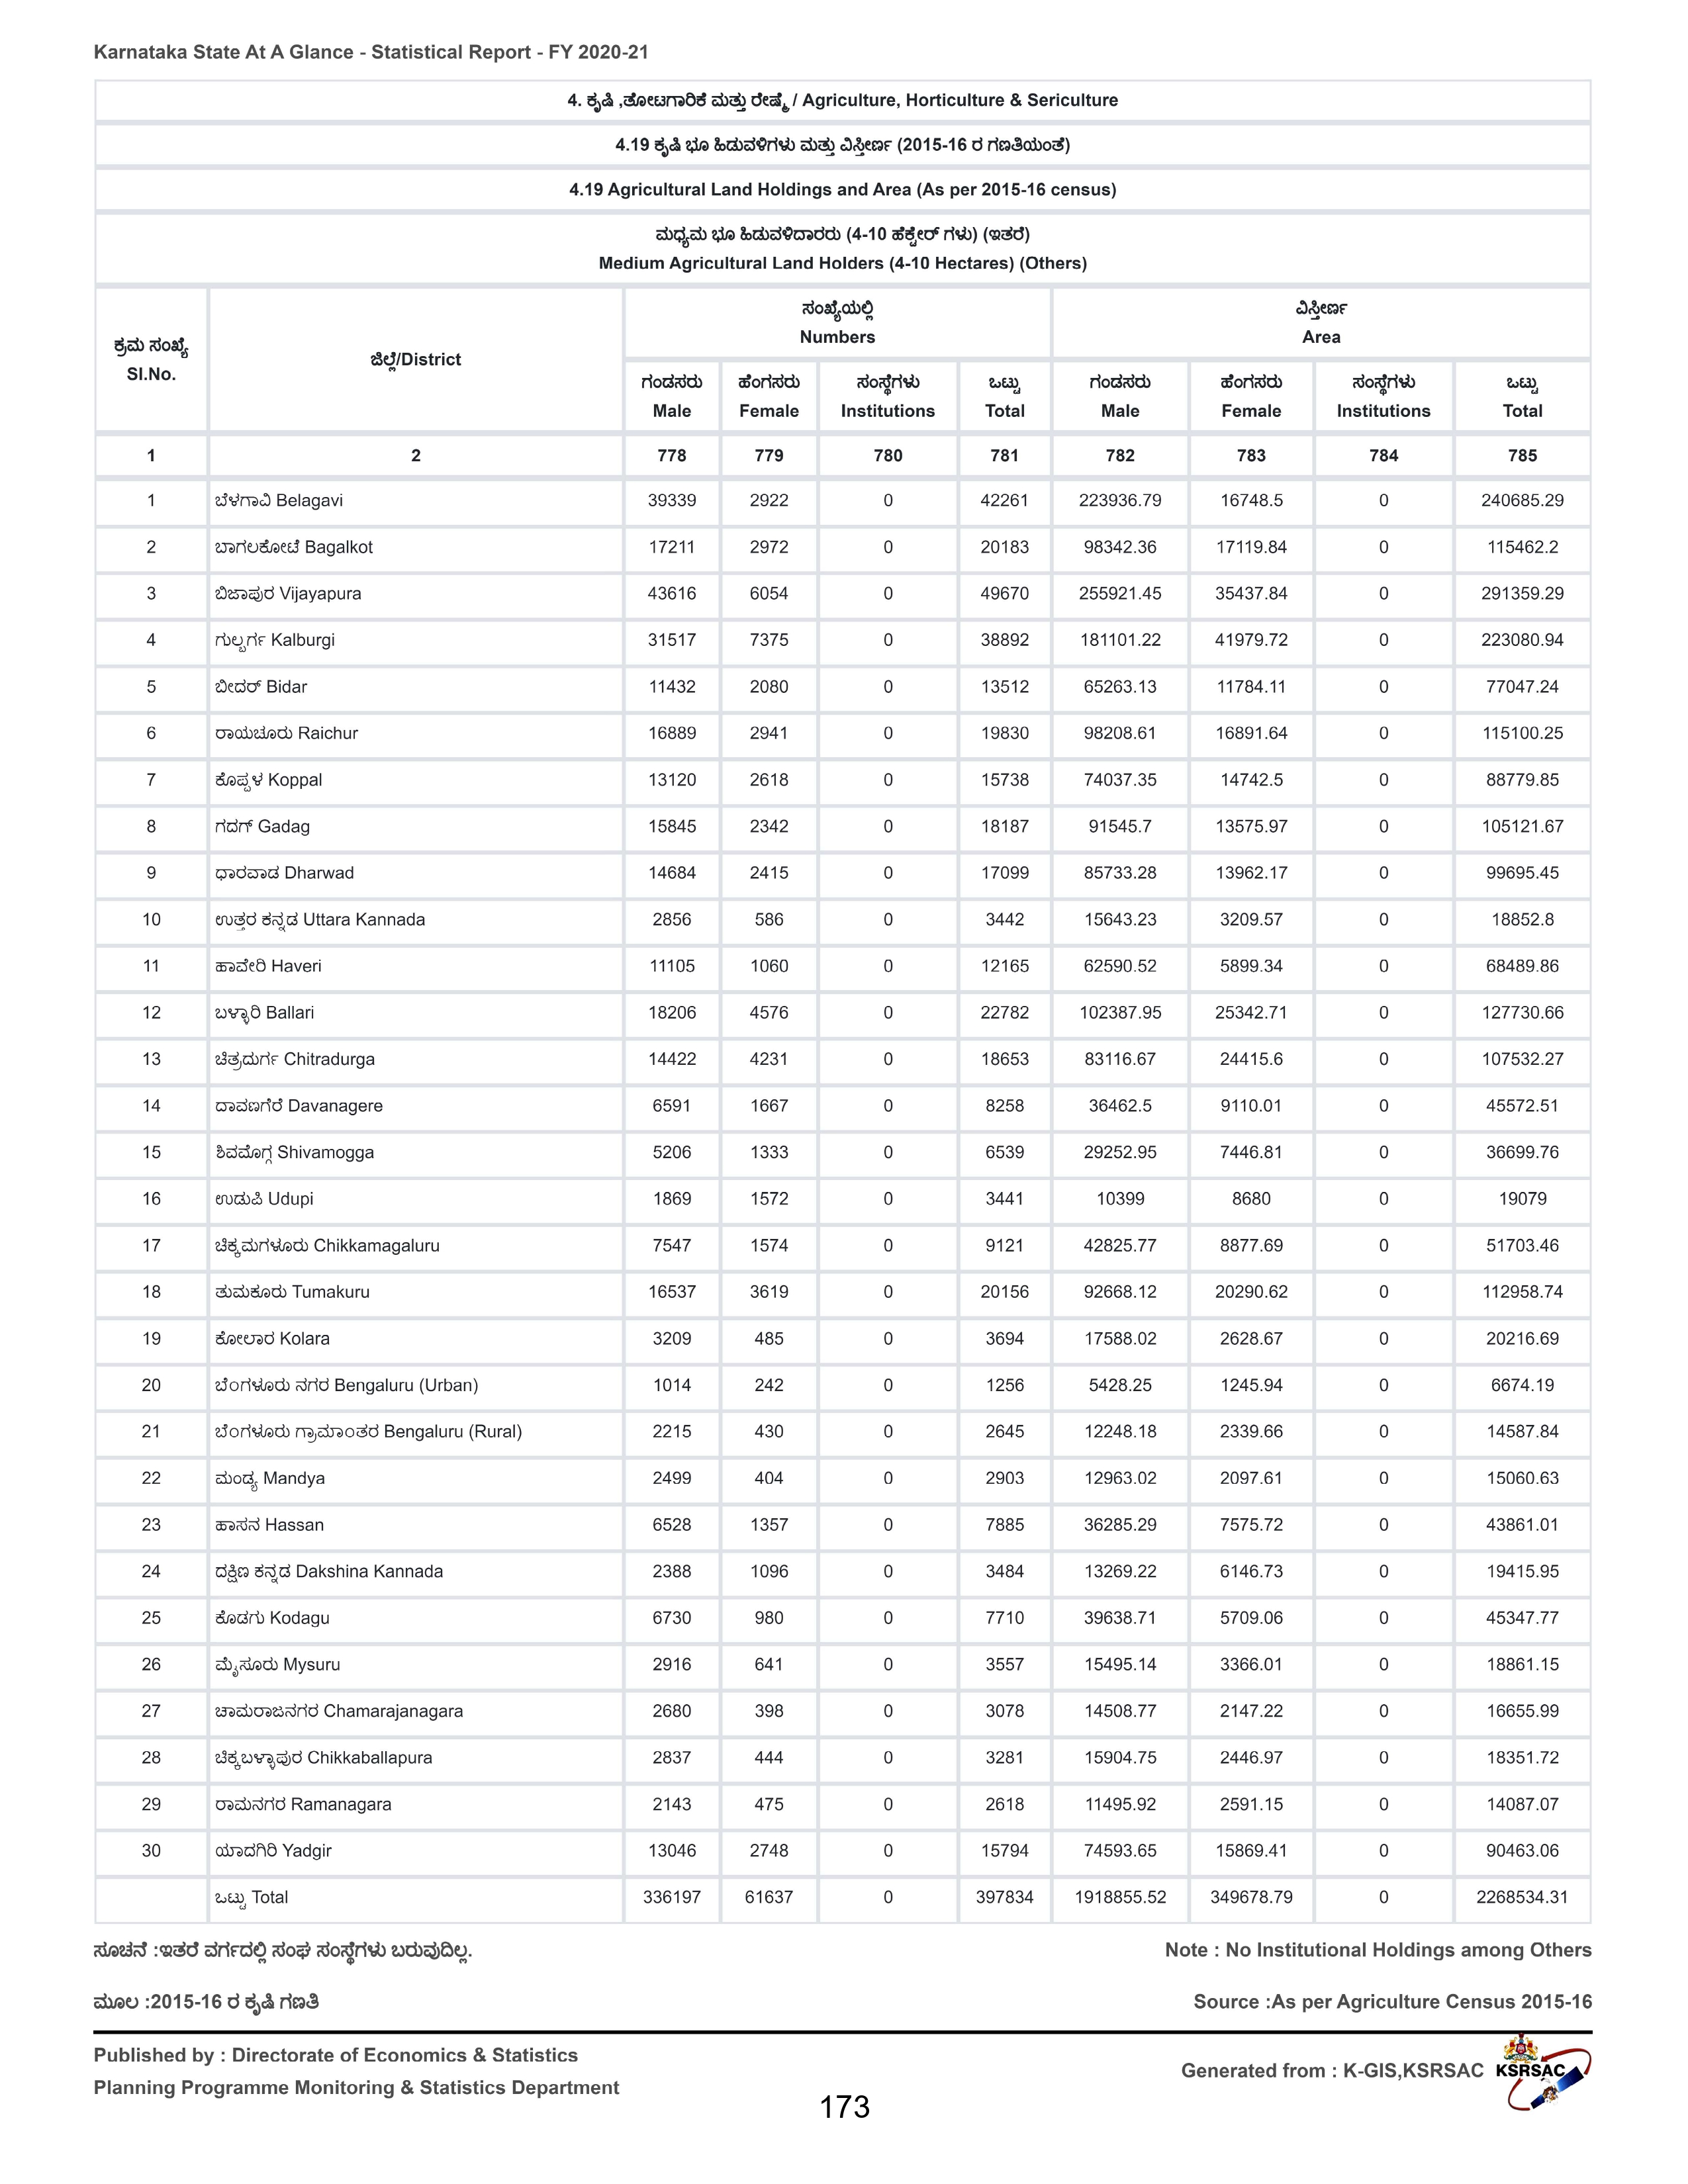 Karnataka State At A Glance - Statistical Report - FY 2020-21
4. ಕೃಷಿ ,ತೋಟಗಾರಿಕೆ ಮತ್ತು ರೇಷ್ಮೆ / Agriculture, Horticulture & Sericulture
4.19 ಕೃಷಿ ಭೂ ಹಿಡುವಳಿಗಳು ಮತ್ತು ವಿಸ್ತೀರ್ಣ (2015-16 ರ ಗಣತಿಯಂತೆ)
4.19 Agricultural Land Holdings and Area (As per 2015-16 census)
ಮಧ್ಯಮ ಭೂ ಹಿಡುವಳಿದಾರರು (4-10 ಹೆಕ್ಟೇರ್ ಗಳು) (ಇತರೆ)
Medium Agricultural Land Holders (4-10 Hectares) (Others)
ಕ್ರಮ ಸಂಖ್ಯೆ ಜಿಲ್ಲೆ/District ಸಂಖ್ಯೆಯಲ್ಲಿ ವಿಸ್ತೀರ್ಣ
Sl.No. Numbers Area
ಗಂಡಸರು ಹೆಂಗಸರು ಸಂಸ್ಥೆಗಳು ಒಟ್ಟು ಗಂಡಸರು ಹೆಂಗಸರು ಸಂಸ್ಥೆಗಳು ಒಟ್ಟು
Male Female Institutions Total Male Female Institutions Total
1 2 778 779 780 781 782 783 784 785
1 ಬೆಳಗಾವಿ Belagavi 39339 2922 0 42261 223936.79 16748.5 0 240685.29
2 ಬಾಗಲಕೋಟೆ Bagalkot 17211 2972 0 20183 98342.36 17119.84 0 115462.2
3 ಬಿಜಾಪುರ Vijayapura 43616 6054 0 49670 255921.45 35437.84 0 291359.29
4 ಗುಲ್ಬರ್ಗ Kalburgi 31517 7375 0 38892 181101.22 41979.72 0 223080.94
5 ಬೀದರ್ Bidar 11432 2080 0 13512 65263.13 11784.11 0 77047.24
6 ರಾಯಚೂರು Raichur 16889 2941 0 19830 98208.61 16891.64 0 115100.25
7 ಕೊಪ್ಪಳ Koppal 13120 2618 0 15738 74037.35 14742.5 0 88779.85
8 ಗದಗ್ Gadag 15845 2342 0 18187 91545.7 13575.97 0 105121.67
9 ಧಾರವಾಡ Dharwad 14684 2415 0 17099 85733.28 13962.17 0 99695.45
10 ಉತ್ತರ ಕನ್ನಡ Uttara Kannada 2856 586 0 3442 15643.23 3209.57 0 18852.8
11 ಹಾವೇರಿ Haveri 11105 1060 0 12165 62590.52 5899.34 0 68489.86
12 ಬಳ್ಳಾರಿ Ballari 18206 4576 0 22782 102387.95 25342.71 0 127730.66
13 ಚಿತ್ರದುರ್ಗ Chitradurga 14422 4231 0 18653 83116.67 24415.6 0 107532.27
14 ದಾವಣಗೆರೆ Davanagere 6591 1667 0 8258 36462.5 9110.01 0 45572.51
15 ಶಿವಮೊಗ್ಗ Shivamogga 5206 1333 0 6539 29252.95 7446.81 0 36699.76
16 ಉಡುಪಿ Udupi 1869 1572 0 3441 10399 8680 0 19079
17 ಚಿಕ್ಕಮಗಳೂರು Chikkamagaluru 7547 1574 0 9121 42825.77 8877.69 0 51703.46
18 ತುಮಕೂರು Tumakuru 16537 3619 0 20156 92668.12 20290.62 0 112958.74
19 ಕೋಲಾರ Kolara 3209 485 0 3694 17588.02 2628.67 0 20216.69
20 ಬೆಂಗಳೂರು ನಗರ Bengaluru (Urban) 1014 242 0 1256 5428.25 1245.94 0 6674.19
21 ಬೆಂಗಳೂರು ಗ್ರಾಮಾಂತರ Bengaluru (Rural) 2215 430 0 2645 12248.18 2339.66 0 14587.84
22 ಮಂಡ್ಯ Mandya 2499 404 0 2903 12963.02 2097.61 0 15060.63
23 ಹಾಸನ Hassan 6528 1357 0 7885 36285.29 7575.72 0 43861.01
24 ದಕ್ಷಿಣ ಕನ್ನಡ Dakshina Kannada 2388 1096 0 3484 13269.22 6146.73 0 19415.95
25 ಕೊಡಗು Kodagu 6730 980 0 7710 39638.71 5709.06 0 45347.77
26 ಮೈಸೂರು Mysuru 2916 641 0 3557 15495.14 3366.01 0 18861.15
27 ಚಾಮರಾಜನಗರ Chamarajanagara 2680 398 0 3078 14508.77 2147.22 0 16655.99
28 ಚಿಕ್ಕಬಳ್ಳಾಪುರ Chikkaballapura 2837 444 0 3281 15904.75 2446.97 0 18351.72
29 ರಾಮನಗರ Ramanagara 2143 475 0 2618 11495.92 2591.15 0 14087.07
30 ಯಾದಗಿರಿ Yadgir 13046 2748 0 15794 74593.65 15869.41 0 90463.06
ಒಟ್ಟು Total 336197 61637 0 397834 1918855.52 349678.79 0 2268534.31
ಸೂಚನೆ :ಇತರೆ ವರ್ಗದಲ್ಲಿ ಸಂಘ ಸಂಸ್ಥೆಗಳು ಬರುವುದಿಲ್ಲ. Note : No Institutional Holdings among Others
ಮೂಲ :2015-16 ರ ಕೃಷಿ ಗಣತಿ Source :As per Agriculture Census 2015-16
Published by : Directorate of Economics & Statistics
Planning Programme Monitoring & Statistics Department
Generated from : K-GIS,KSRSAC KSRSAC
173